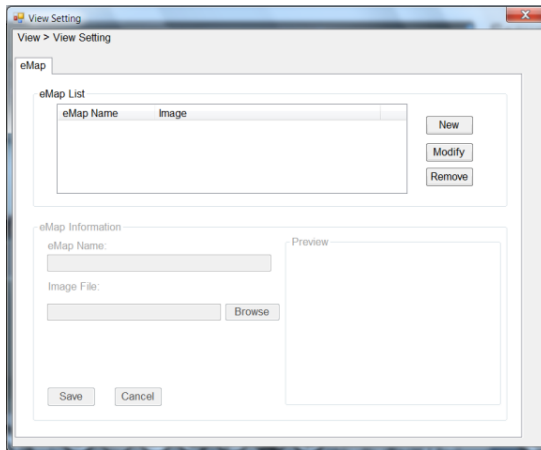 View Setting
View > View Setting
eMap
eMap List
eMap Name Image
New
Modify
Remove
eMap Information
eMap Name:
Preview
Image File:
Browse
Save Cancel